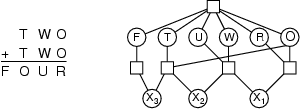 T W O
+ T W O
F O U R
F T U W R O
X3 X2 X1